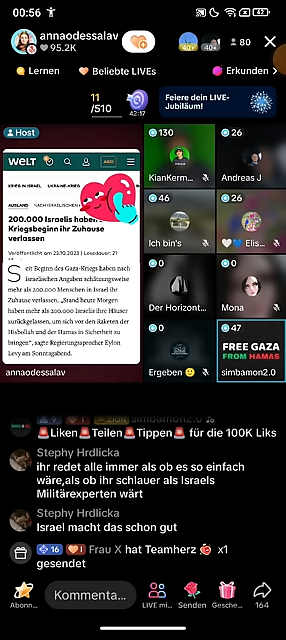 00:56
42
annaodessalav
95.2K
40+
40+
80
Lernen
Beliebte LIVEs
Erkunden
11
/510
42:17
Feiere dein LIVE-
Jubiläum!
Host
130
26
welt
ABO
KRIEG IN ISRAEL
UKRAINE-KRIEG
AUSLAND
200.000 Israelis haben
Kriegsbeginn ihr Zuhause
verlassen
Veröffentlicht am 23.10.2023
Lesedauer: 21
Seit Beginn des Gaza-Kriegs haben nach
israelischen Angaben schätzungsweise
mehr als 200.000 Menschen in Israel ihr
Zuhause verlassen. „Stand heute Morgen
haben mehr als 200.000 Israelis ihre Häuser
zurückgelassen, um sich vor den Raketen der
Hisbollah und der Hamas in Sicherheit zu
bringen", sagte Regierungssprecher Eylon
Levy am Sonntagabend.
annaodessalav
KianKerm...
Andreas J
46
26
Ich bin's
Elis...
0
0
Der Horizont...
Mona
0
47
FREE GAZA
FROM HAMAS
Ergeben
simbamon2.0
🚨Liken🚨Teilen🚨Tippen🚨 für die 100K Liks
Stephy Hrdlicka
ihr redet alle immer als ob es so einfach
wäre,als ob ihr schlauer als Israels
Militärexperten wärt
Stephy Hrdlicka
Israel macht das schon gut
16
1
Frau X hat Teamherz x1
gesendet
Kommenta...
Abonn...
LIVE mi...
Senden
Gesche...
164